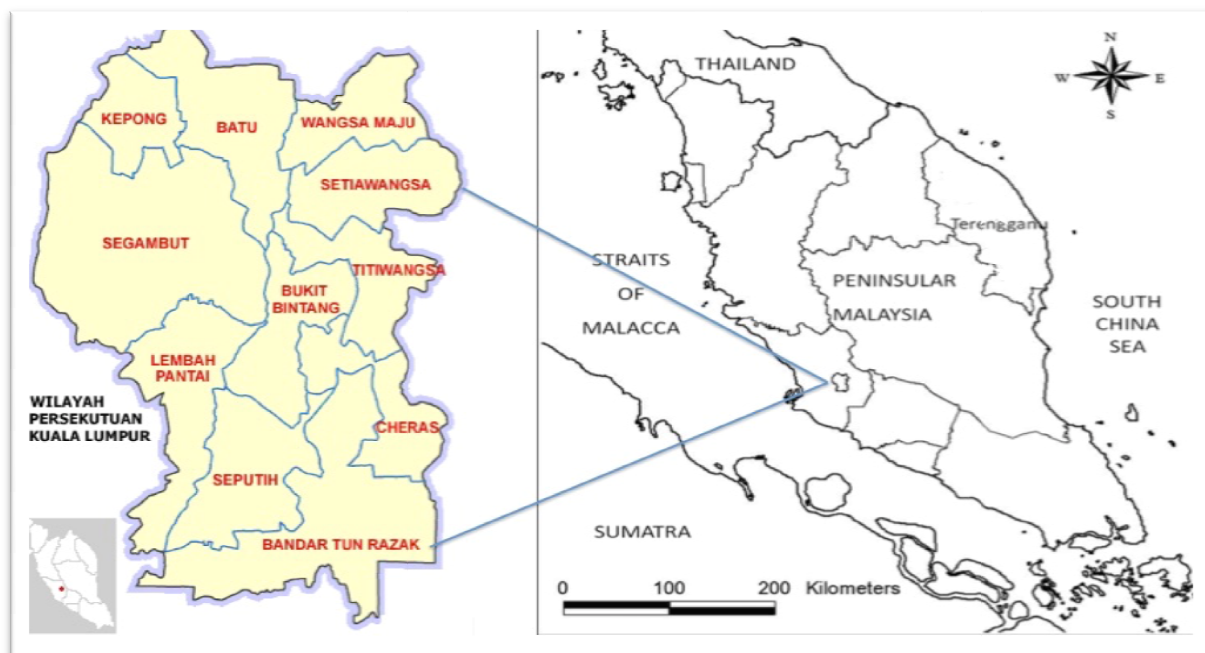 KEPONG
BATU
WANGSA MAJU
SETIAWANGSA
SEGAMBUT
TITIWANGSA
BUKIT
BINTANG
LEMBAH
PANTAI
WILAYAH
PERSEKUTUAN
KUALA LUMPUR
CHERAS
SEPUTIH
BANDAR TUN RAZAK
THAILAND
N
W
E
S
Terengganu
STRAITS
OF
MALACCA
PENINSULAR
MALAYSIA
SOUTH
CHINA
SEA
SUMATRA
0 100 200 Kilometers